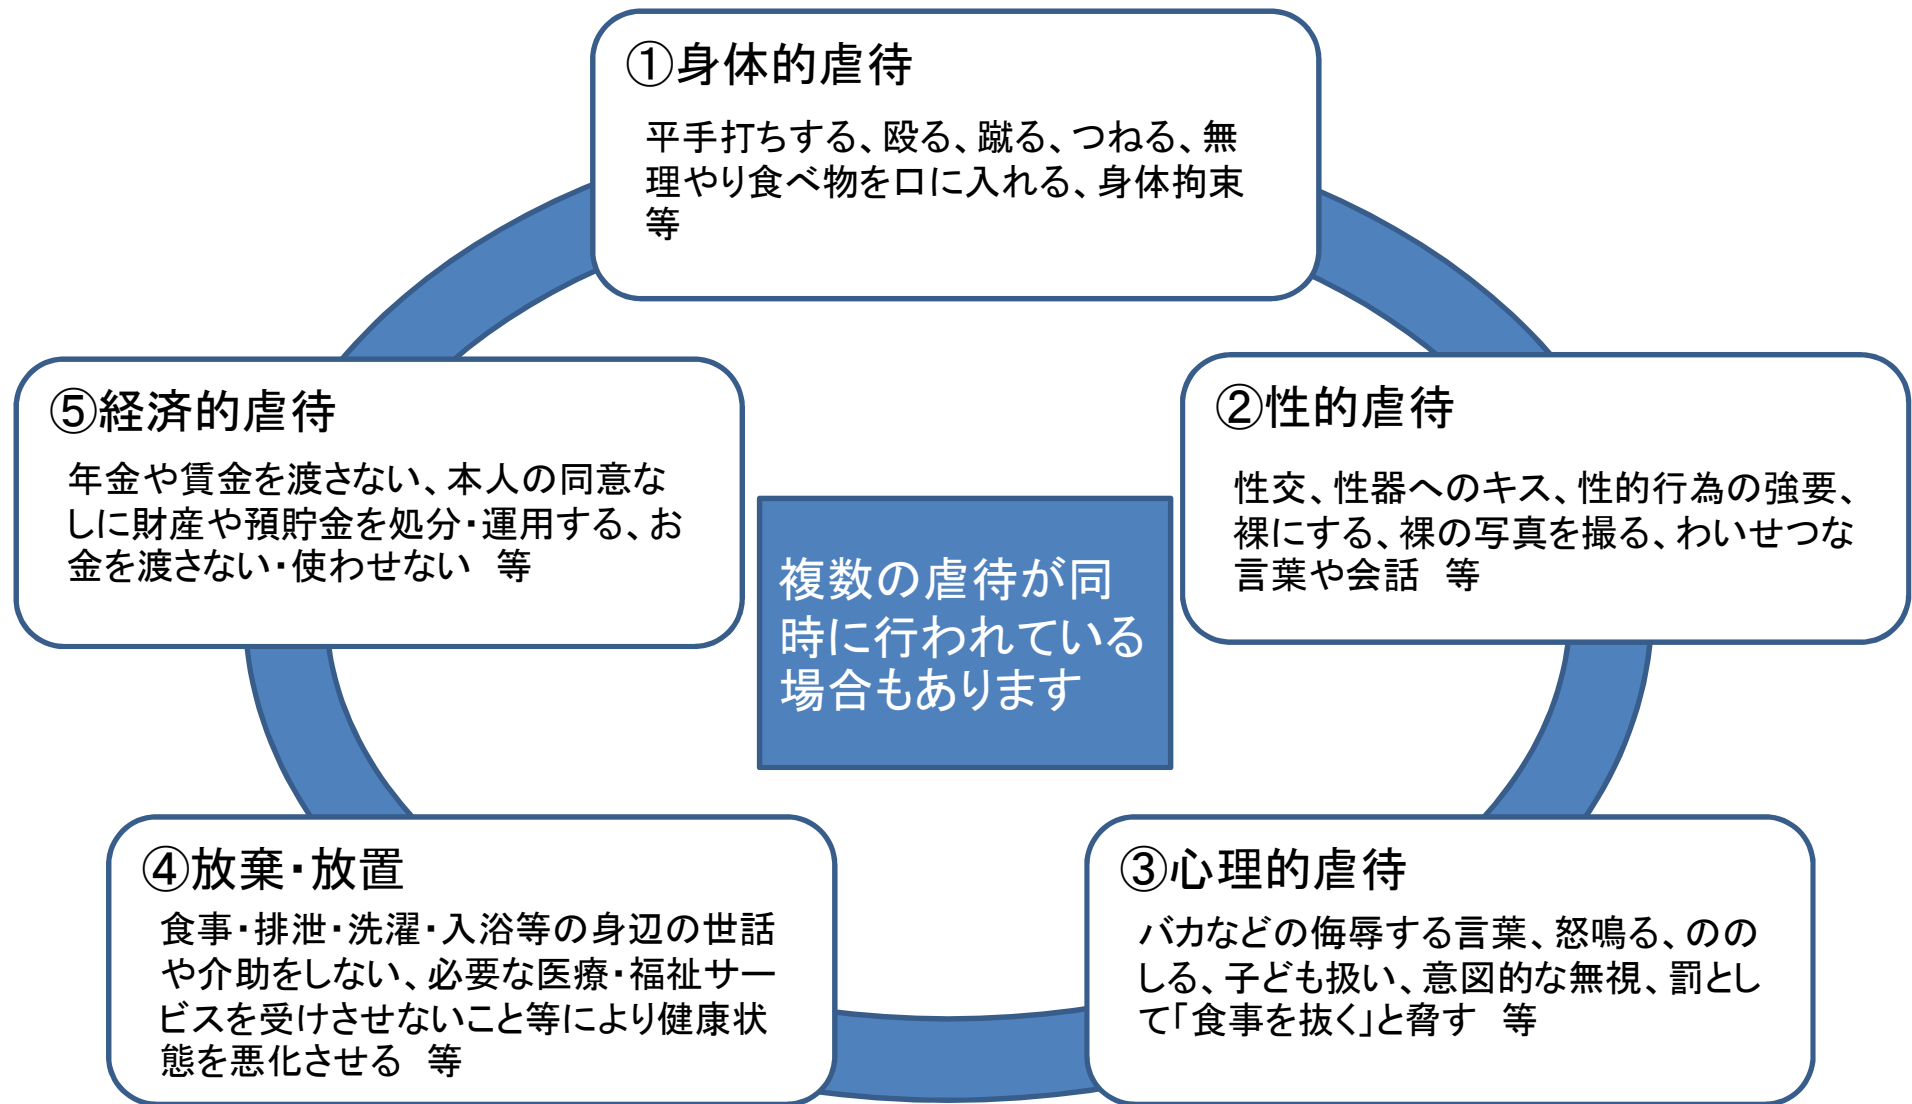 ①身体的虐待
平手打ちする、殴る、蹴る、つねる、無
理やり食べ物を口に入れる、身体拘束
等
②性的虐待
性交、性器へのキス、性的行為の強要、
裸にする、裸の写真を撮る、わいせつな
言葉や会話　等
③心理的虐待
バカなどの侮辱する言葉、怒鳴る、のの
しる、子ども扱い、意図的な無視、罰とし
て「食事を抜く」と脅す　等
④放棄・放置
食事・排泄・洗濯・入浴等の身辺の世話
や介助をしない、必要な医療・福祉サー
ビスを受けさせないこと等により健康状
態を悪化させる　等
⑤経済的虐待
年金や賃金を渡さない、本人の同意な
しに財産や預貯金を処分・運用する、お
金を渡さない・使わせない　等
複数の虐待が同
時に行われている
場合もあります